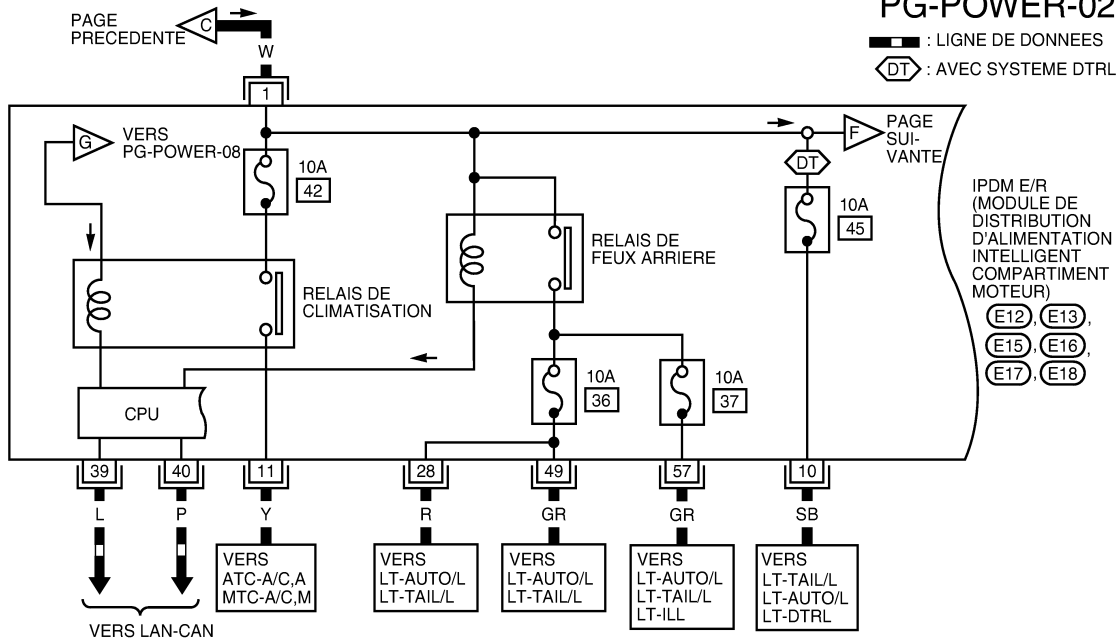 PG-POWER-02
PAGE
PRECEDENTE
C
W
: LIGNE DE DONNEES
DT : AVEC SYSTEME DTRL
1
G
VERS
PG-POWER-08
10A
42
F
PAGE
SUI-
VANTE
DT
10A
45
RELAIS DE
FEUX ARRIERE
RELAIS DE
CLIMATISATION
IPDM E/R
(MODULE DE
DISTRIBUTION
D'ALIMENTATION
INTELLIGENT
COMPARTIMENT
MOTEUR)
E12, E13,
E15, E16,
E17, E18
10A
36
10A
37
CPU
39 40 11 28 49 57 10
L P Y R GR GR SB
VERS
ATC-A/C,A
MTC-A/C,M
VERS
LT-AUTO/L
LT-TAIL/L
VERS
LT-AUTO/L
LT-TAIL/L
VERS
LT-AUTO/L
LT-TAIL/L
LT-ILL
VERS
LT-TAIL/L
LT-AUTO/L
LT-DTRL
VERS LAN-CAN